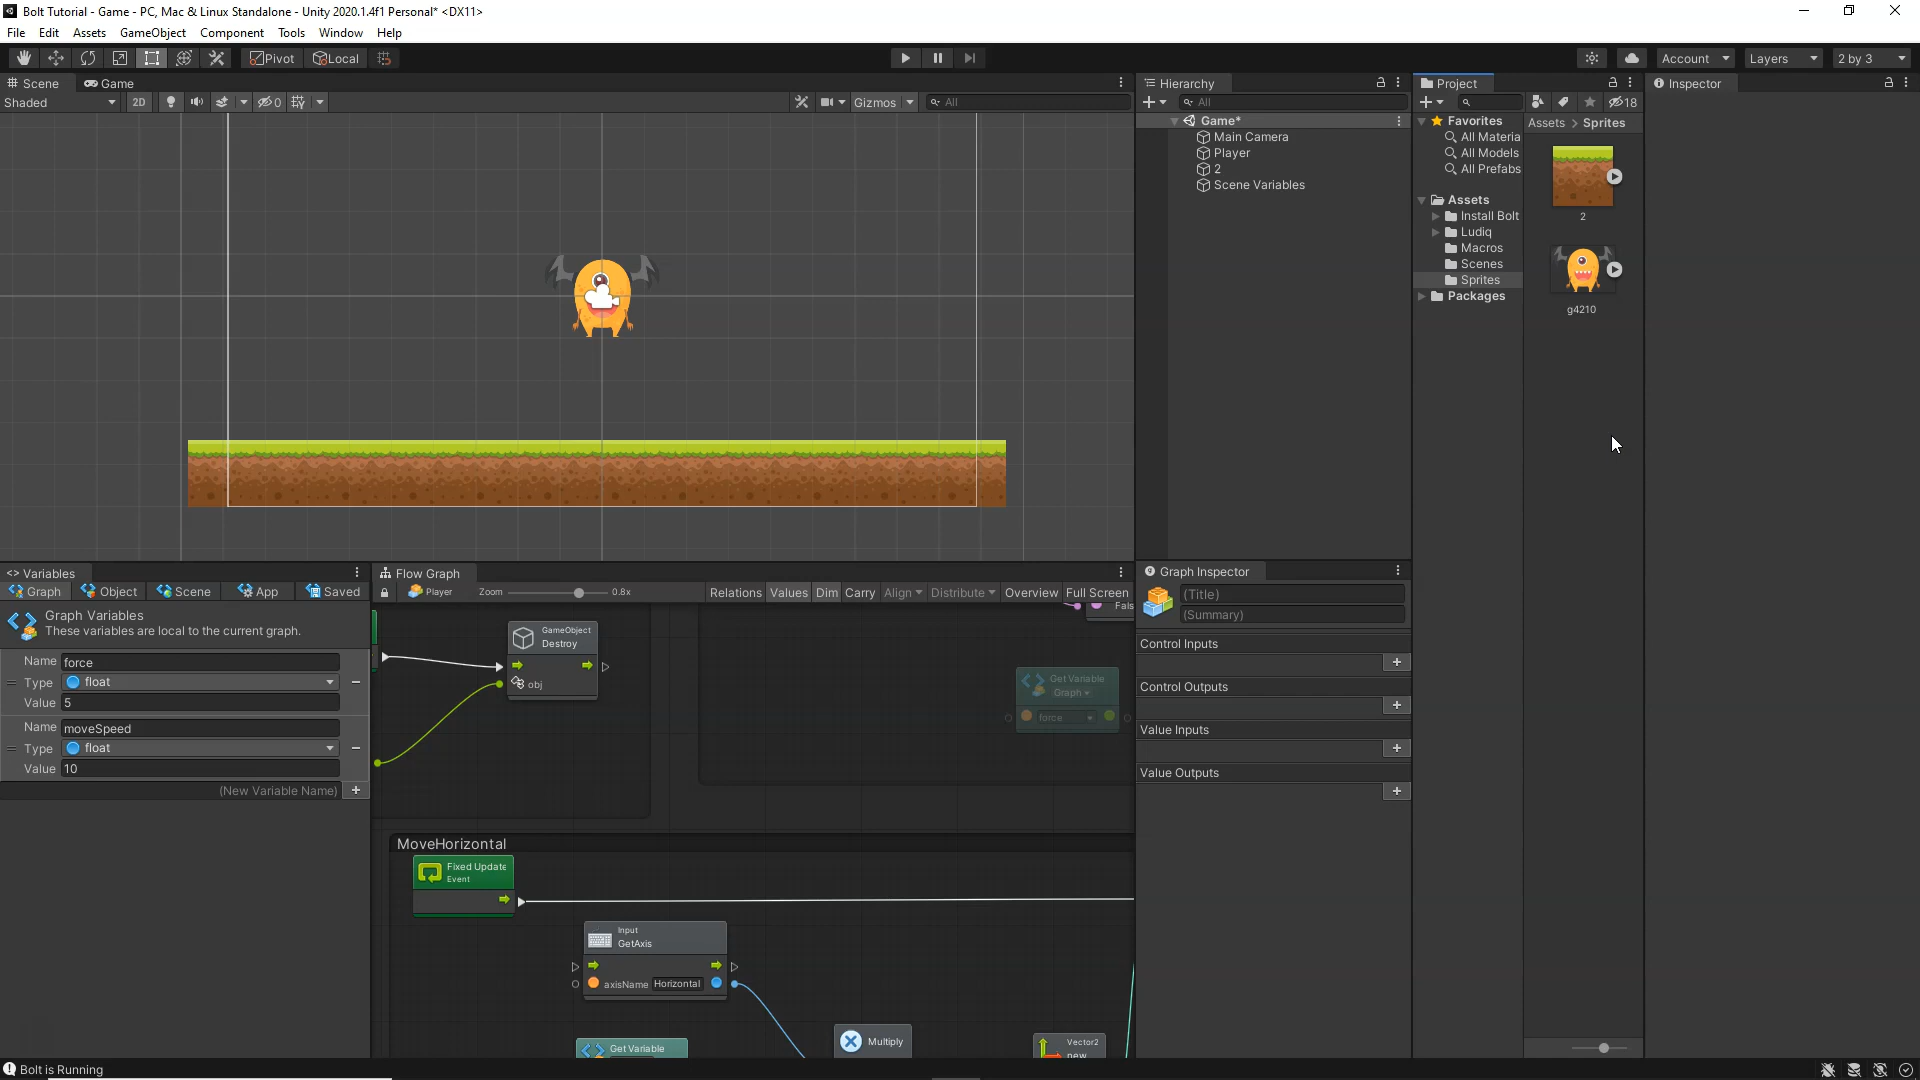 Bolt Tutorial - Game - PC, Mac & Linux Standalone - Unity 2020.1.4f1 Personal* <DX11>
File Edit Assets GameObject Component Tools Window Help
Pivot Local Account Layers 2 by 3
Scene Game
Shaded 2D 0 Gizmos All
Hierarchy
All
Game*
Main Camera
Player
2
Scene Variables
Project
18
Favorites
All Materia
All Models
All Prefabs
Assets
Install Bolt
Ludiq
Macros
Scenes
Sprites
Packages
Assets > Sprites
2
g4210
Inspector
<> Variables
Graph Object Scene App Saved
Graph Variables
These variables are local to the current graph.
Name force
Type float
Value 5
Name moveSpeed
Type float
Value 10
(New Variable Name)
Flow Graph
Player Zoom 0.8x Relations Values Dim Carry Align Distribute Overview Full Screen
GameObject
Destroy
obj
Fals
Get Variable
Graph
force
MoveHorizontal
Fixed Update
Event
Input
GetAxis
axisName Horizontal
Get Variable
Multiply
Vector2
new
Graph Inspector
(Title)
(Summary)
Control Inputs
Control Outputs
Value Inputs
Value Outputs
Bolt is Running